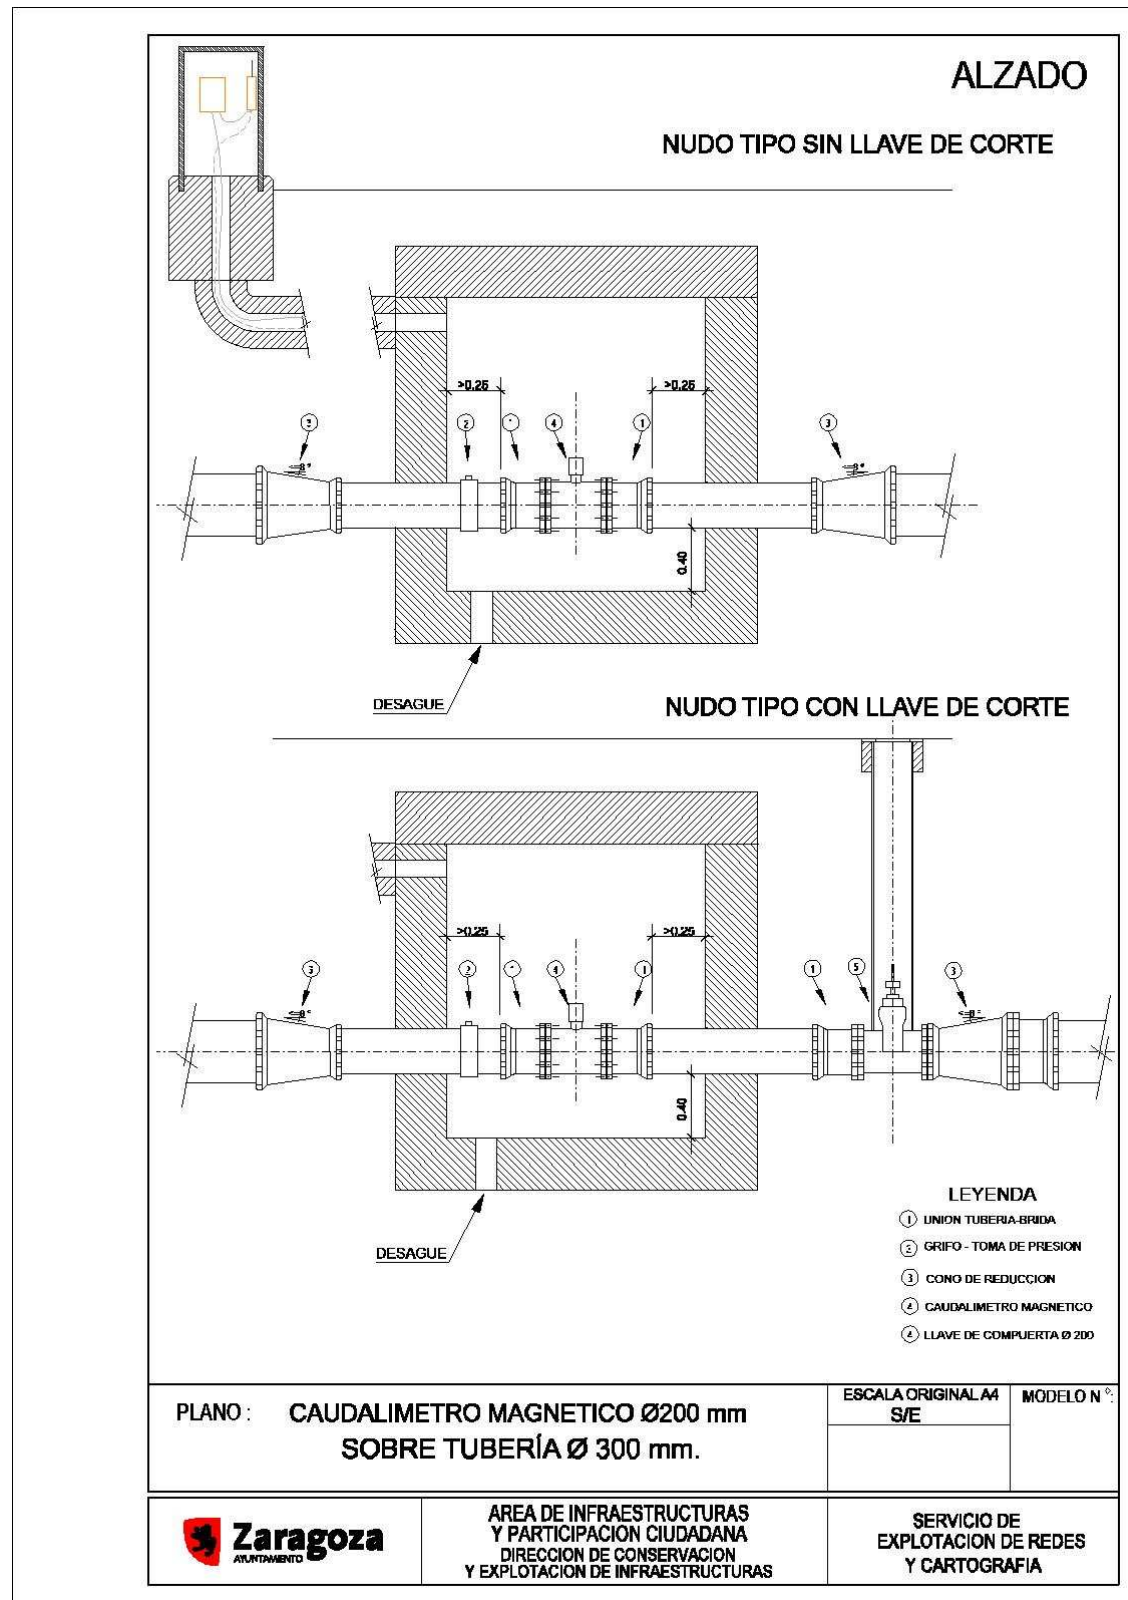 ALZADO
NUDO TIPO SIN LLAVE DE CORTE
>0.25
>0.25
2
4
1
3
0.40
DESAGUE
NUDO TIPO CON LLAVE DE CORTE
>0.25
>0.25
3
2
4
1
1
5
3
0.40
DESAGUE
LEYENDA
1 UNION TUBERIA-BRIDA
2 GRIFO - TOMA DE PRESION
3 CONO DE REDUCCION
4 CAUDALIMETRO MAGNETICO
4 LLAVE DE COMPUERTA Ø 200
PLANO : CAUDALIMETRO MAGNETICO Ø200 mm
SOBRE TUBERÍA Ø 300 mm.
ESCALA ORIGINAL A4
S/E
MODELO N º:
Zaragoza
AYUNTAMIENTO
AREA DE INFRAESTRUCTURAS
Y PARTICIPACION CIUDADANA
DIRECCION DE CONSERVACION
Y EXPLOTACION DE INFRAESTRUCTURAS
SERVICIO DE
EXPLOTACION DE REDES
Y CARTOGRAFIA